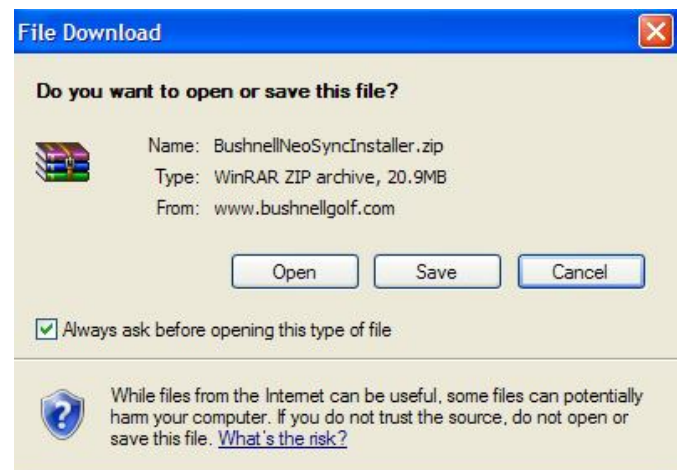 File Download
Do you want to open or save this file?
Name: BushnellNeoSyncInstaller.zip
Type: WinRAR ZIP archive, 20.9MB
From: www.bushnellgolf.com
Open Save Cancel
Always ask before opening this type of file
While files from the Internet can be useful, some files can potentially
harm your computer. If you do not trust the source, do not open or
save this file. What's the risk?